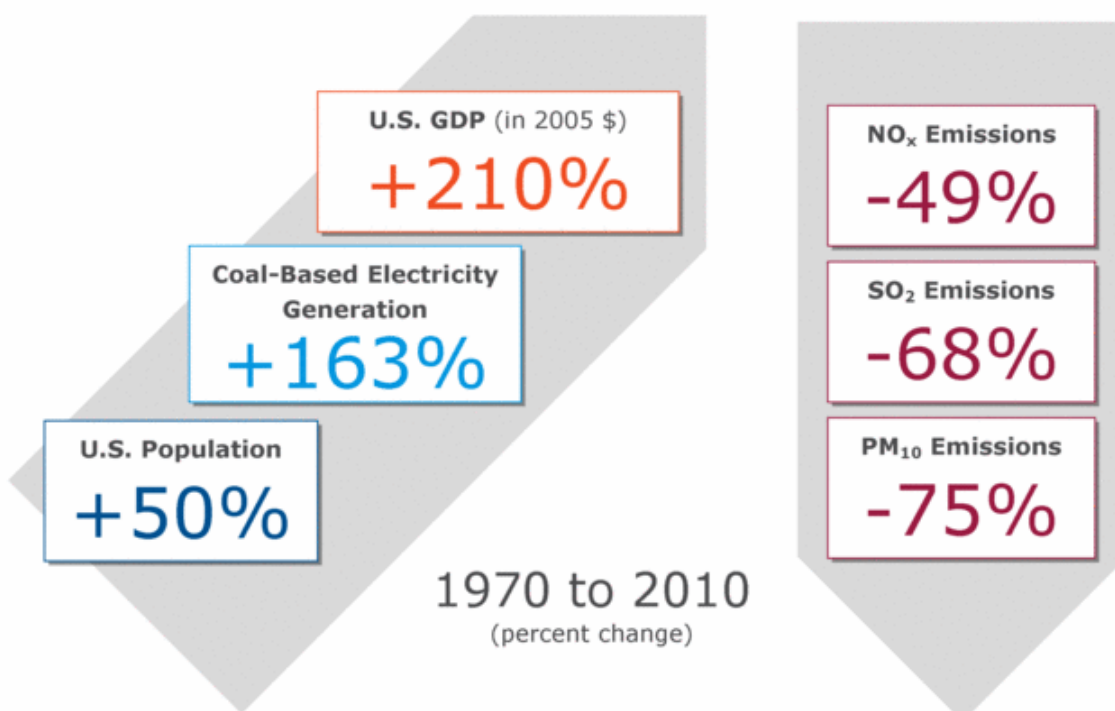 U.S. GDP (in 2005 $)
+210%
Coal-Based Electricity
Generation
+163%
U.S. Population
+50%
1970 to 2010
(percent change)
NOₓ Emissions
-49%
SO₂ Emissions
-68%
PM₁₀ Emissions
-75%